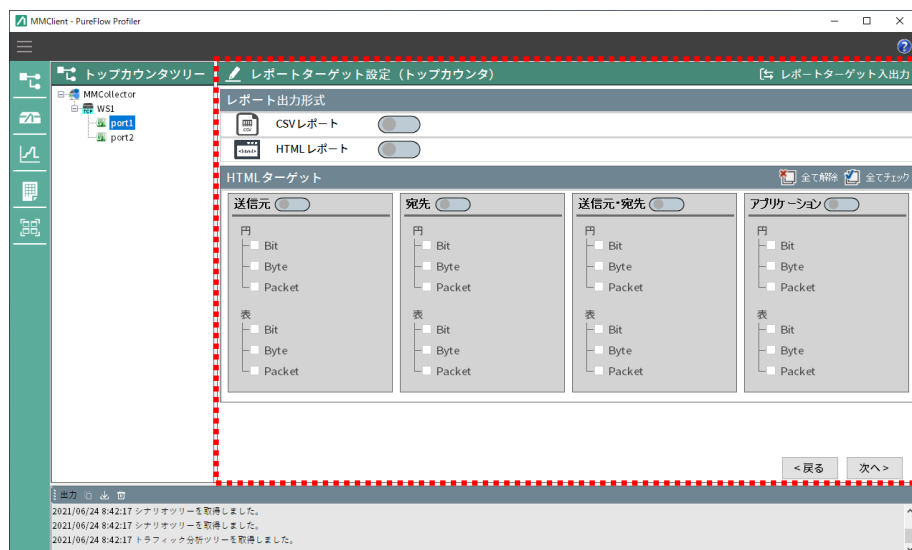 MMClient - PureFlow Profiler
トップカウンタツリー
レポートターゲット設定（トップカウンタ）
レポートターゲット入出力
MMCollector
WS1
port1
port2
レポート出力形式
CSVレポート
HTMLレポート
HTMLターゲット
全て解除
全てチェック
送信元
宛先
送信元・宛先
アプリケーション
円
円
円
円
Bit
Bit
Bit
Bit
Byte
Byte
Byte
Byte
Packet
Packet
Packet
Packet
表
表
表
表
Bit
Bit
Bit
Bit
Byte
Byte
Byte
Byte
Packet
Packet
Packet
Packet
<戻る
次へ>
出力
2021/06/24 8:42:17 シナリオツリーを取得しました。
2021/06/24 8:42:17 シナリオツリーを取得しました。
2021/06/24 8:42:17 トラフィック分析ツリーを取得しました。